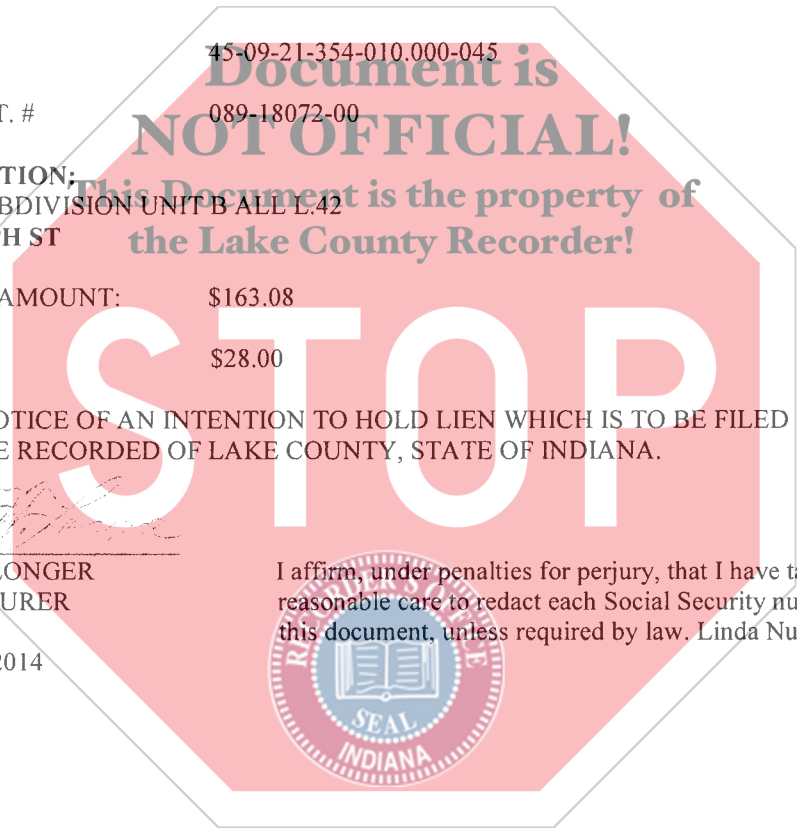 45-09-21-354-010.000-045
Document is
T. # 089-18072-00
NOT OFFICIAL!
TION:
This Document is the property of
BDIVISION UNIT B ALL L.42
H ST
the Lake County Recorder!
AMOUNT: $163.08
$28.00
STOP
OTICE OF AN INTENTION TO HOLD LIEN WHICH IS TO BE FILED
E RECORDED OF LAKE COUNTY, STATE OF INDIANA.
LONGER
URER
2014
I affirm, under penalties for perjury, that I have ta
reasonable care to redact each Social Security nu
this document, unless required by law. Linda Nu
RECORDER'S OFFICE
SEAL
INDIANA